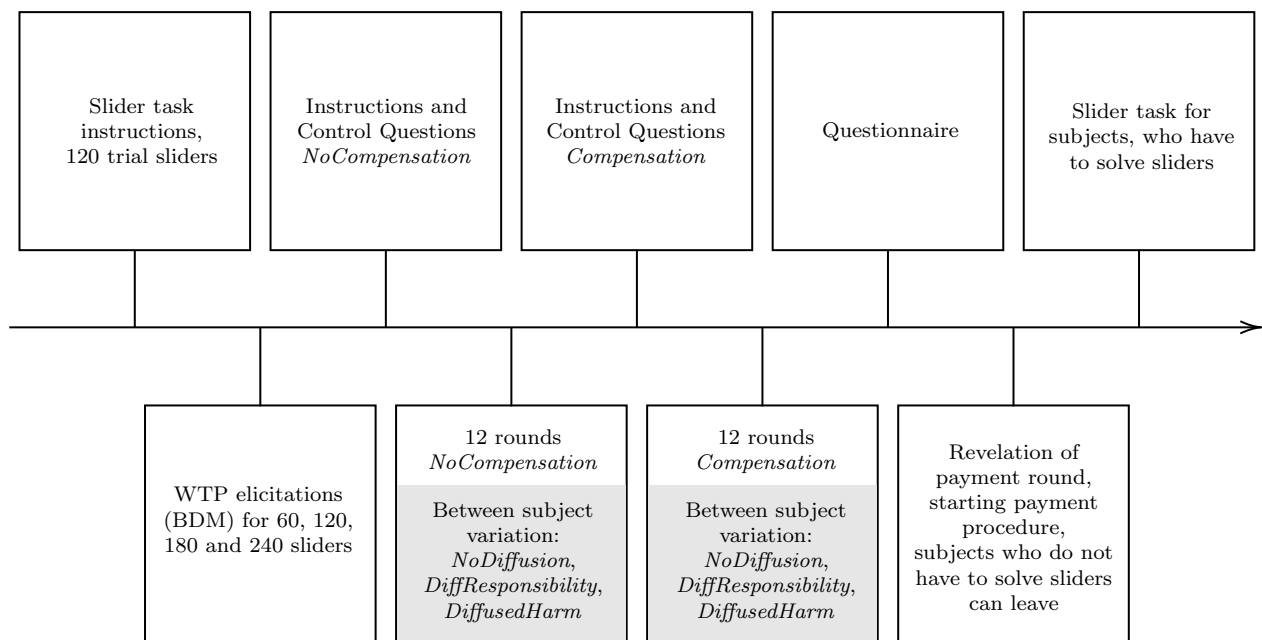 Slider task
instructions,
120 trial sliders
Instructions and
Control Questions
NoCompensation
Instructions and
Control Questions
Compensation
Questionnaire
Slider task for
subjects, who have
to solve sliders
WTP elicitations
(BDM) for 60, 120,
180 and 240 sliders
12 rounds
NoCompensation
Between subject
variation:
NoDiffusion,
DiffResponsibility,
DiffusedHarm
12 rounds
Compensation
Between subject
variation:
NoDiffusion,
DiffResponsibility,
DiffusedHarm
Revelation of
payment round,
starting payment
procedure,
subjects who do not
have to solve sliders
can leave